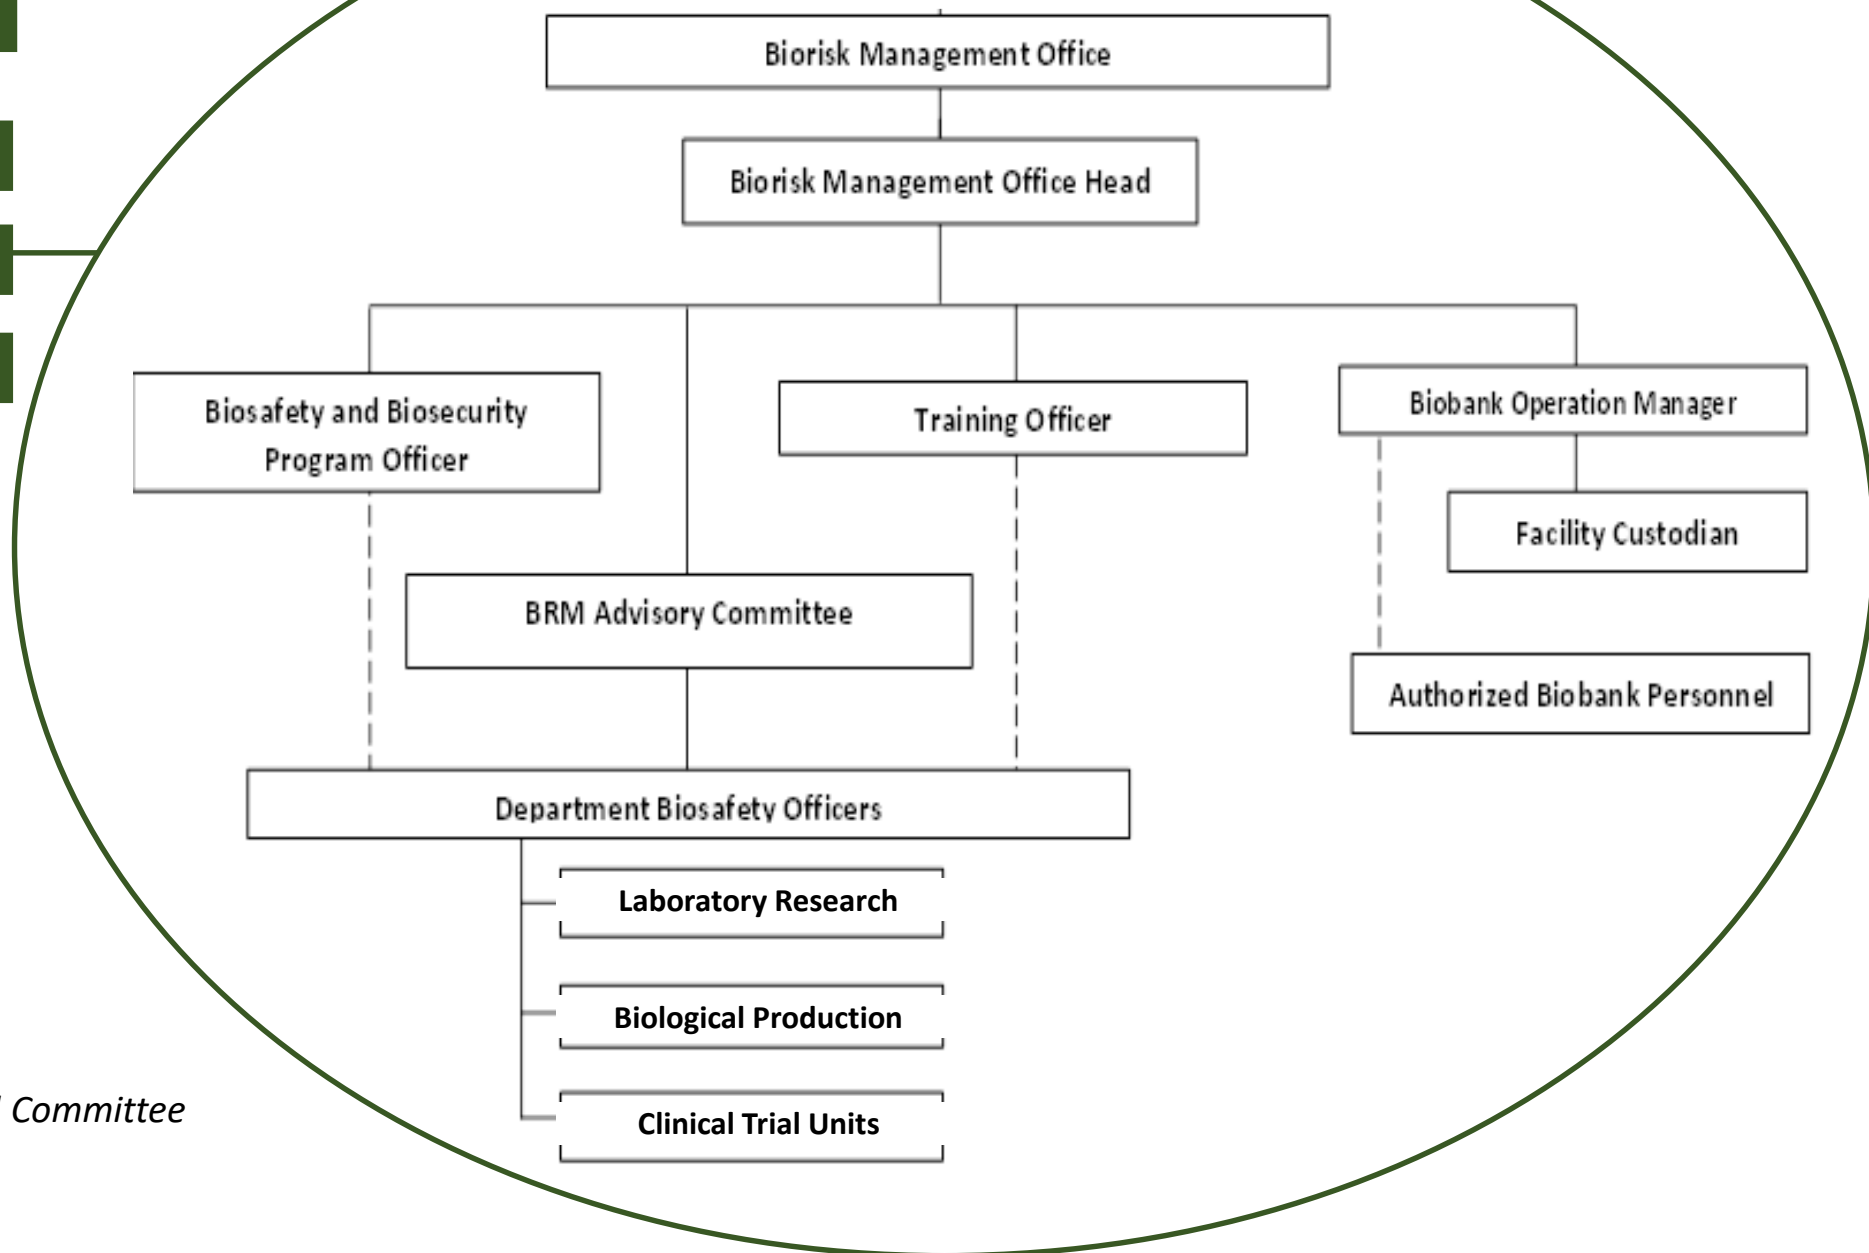 Biorisk Management Office
Biorisk Management Office Head
Biosafety and Biosecurity
Program Officer
Training Officer
Biobank Operation Manager
Facility Custodian
BRM Advisory Committee
Authorized Biobank Personnel
Department Biosafety Officers
Laboratory Research
Biological Production
Clinical Trial Units
Committee